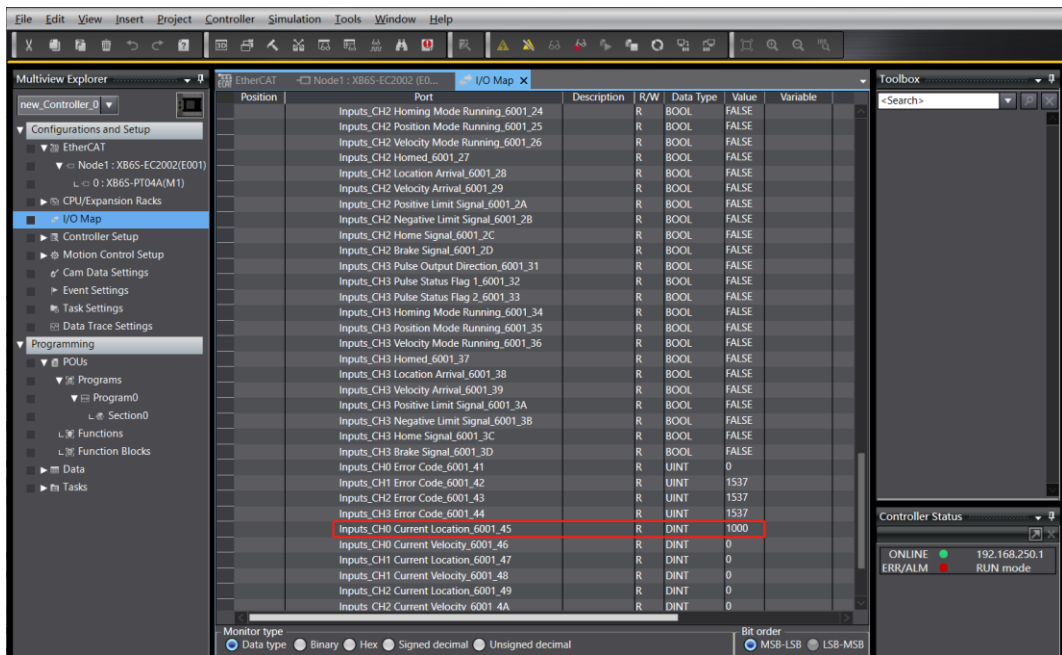 File Edit View Insert Project Controller Simulation Tools Window Help
Multiview Explorer
new_Controller_0
Configurations and Setup
EtherCAT
Node1 : XB6S-EC2002(E001)
0 : XB6S-PT04A(M1)
CPU/Expansion Racks
I/O Map
Controller Setup
Motion Control Setup
Cam Data Settings
Event Settings
Task Settings
Data Trace Settings
Programming
POUs
Programs
Program0
Section0
Functions
Function Blocks
Data
Tasks
EtherCAT Node1 : XB6S-EC2002 (E0... I/O Map
Position Port Description R/W Data Type Value Variable
Inputs_CH2 Homing Mode Running_6001_24 R BOOL FALSE
Inputs_CH2 Position Mode Running_6001_25 R BOOL FALSE
Inputs_CH2 Velocity Mode Running_6001_26 R BOOL FALSE
Inputs_CH2 Homed_6001_27 R BOOL FALSE
Inputs_CH2 Location Arrival_6001_28 R BOOL FALSE
Inputs_CH2 Velocity Arrival_6001_29 R BOOL FALSE
Inputs_CH2 Positive Limit Signal_6001_2A R BOOL FALSE
Inputs_CH2 Negative Limit Signal_6001_2B R BOOL FALSE
Inputs_CH2 Home Signal_6001_2C R BOOL FALSE
Inputs_CH2 Brake Signal_6001_2D R BOOL FALSE
Inputs_CH3 Pulse Output Direction_6001_31 R BOOL FALSE
Inputs_CH3 Pulse Status Flag 1_6001_32 R BOOL FALSE
Inputs_CH3 Pulse Status Flag 2_6001_33 R BOOL FALSE
Inputs_CH3 Homing Mode Running_6001_34 R BOOL FALSE
Inputs_CH3 Position Mode Running_6001_35 R BOOL FALSE
Inputs_CH3 Velocity Mode Running_6001_36 R BOOL FALSE
Inputs_CH3 Homed_6001_37 R BOOL FALSE
Inputs_CH3 Location Arrival_6001_38 R BOOL FALSE
Inputs_CH3 Velocity Arrival_6001_39 R BOOL FALSE
Inputs_CH3 Positive Limit Signal_6001_3A R BOOL FALSE
Inputs_CH3 Negative Limit Signal_6001_3B R BOOL FALSE
Inputs_CH3 Home Signal_6001_3C R BOOL FALSE
Inputs_CH3 Brake Signal_6001_3D R BOOL FALSE
Inputs_CH0 Error Code_6001_41 R UINT 0
Inputs_CH1 Error Code_6001_42 R UINT 1537
Inputs_CH2 Error Code_6001_43 R UINT 1537
Inputs_CH3 Error Code_6001_44 R UINT 1537
Inputs_CH0 Current Location_6001_45 R DINT 1000
Inputs_CH0 Current Velocity_6001_46 R DINT 0
Inputs_CH1 Current Location_6001_47 R DINT 0
Inputs_CH1 Current Velocity_6001_48 R DINT 0
Inputs_CH2 Current Location_6001_49 R DINT 0
Inputs_CH2 Current Velocity_6001_4A R DINT 0
Monitor type
Data type Binary Hex Signed decimal Unsigned decimal
Bit order
MSB-LSB LSB-MSB
Toolbox
<Search>
Controller Status
ONLINE 192.168.250.1
ERR/ALM RUN mode